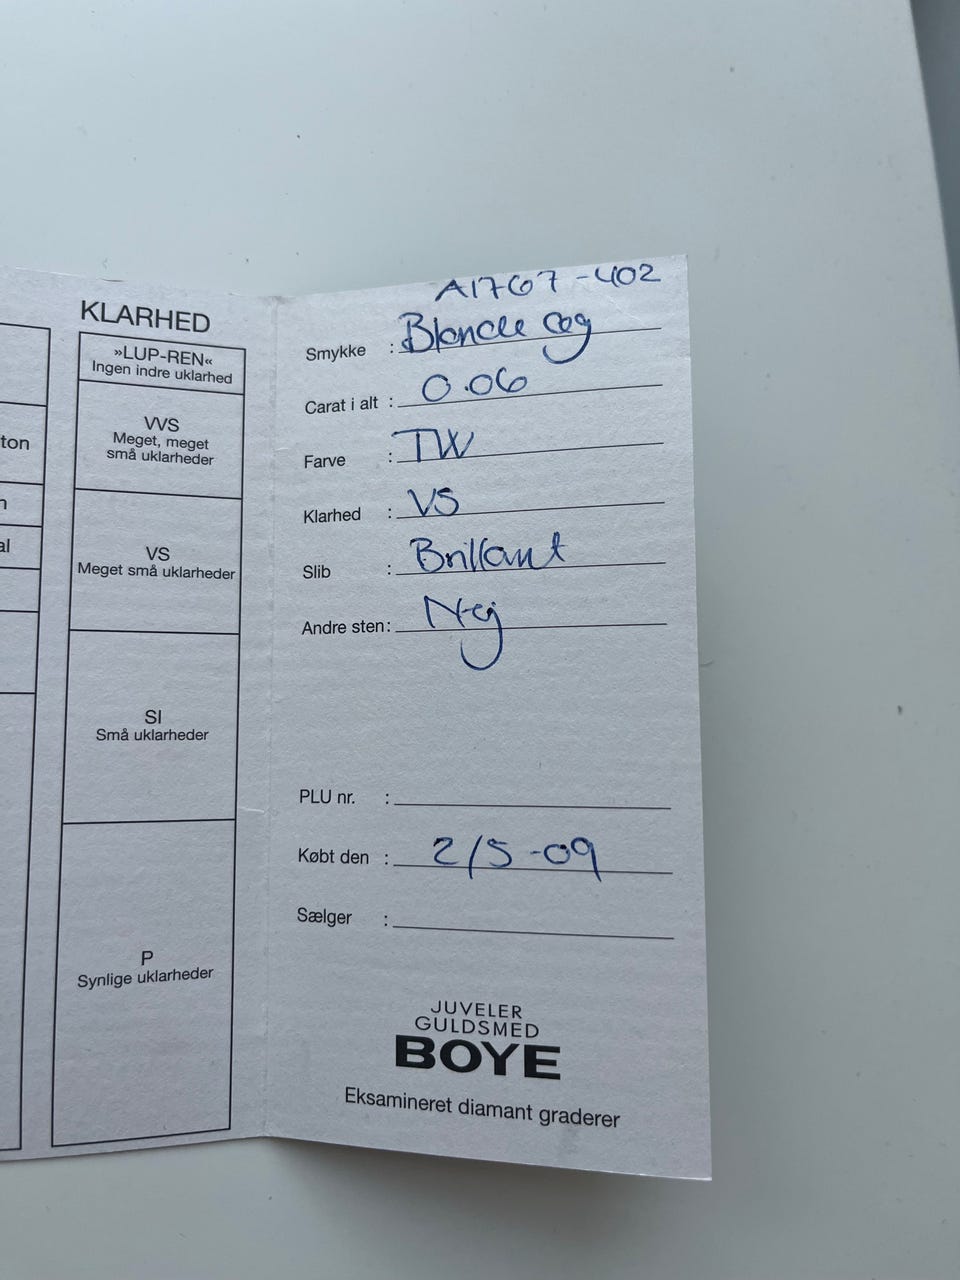 ton
n
al
KLARHED
»LUP-REN«
Ingen indre uklarhed
VVS
Meget, meget
små uklarheder
VS
Meget små uklarheder
SI
Små uklarheder
P
Synlige uklarheder
A1767-402
Smykke :
Carat i alt : 0.06
Farve : TW
Klarhed : VS
Slib : Brillant
Andre sten: Nej
PLU nr. :
Købt den : 2/5-09
Sælger :
JUVELER
GULDSMED
BOYE
Eksamineret diamant graderer